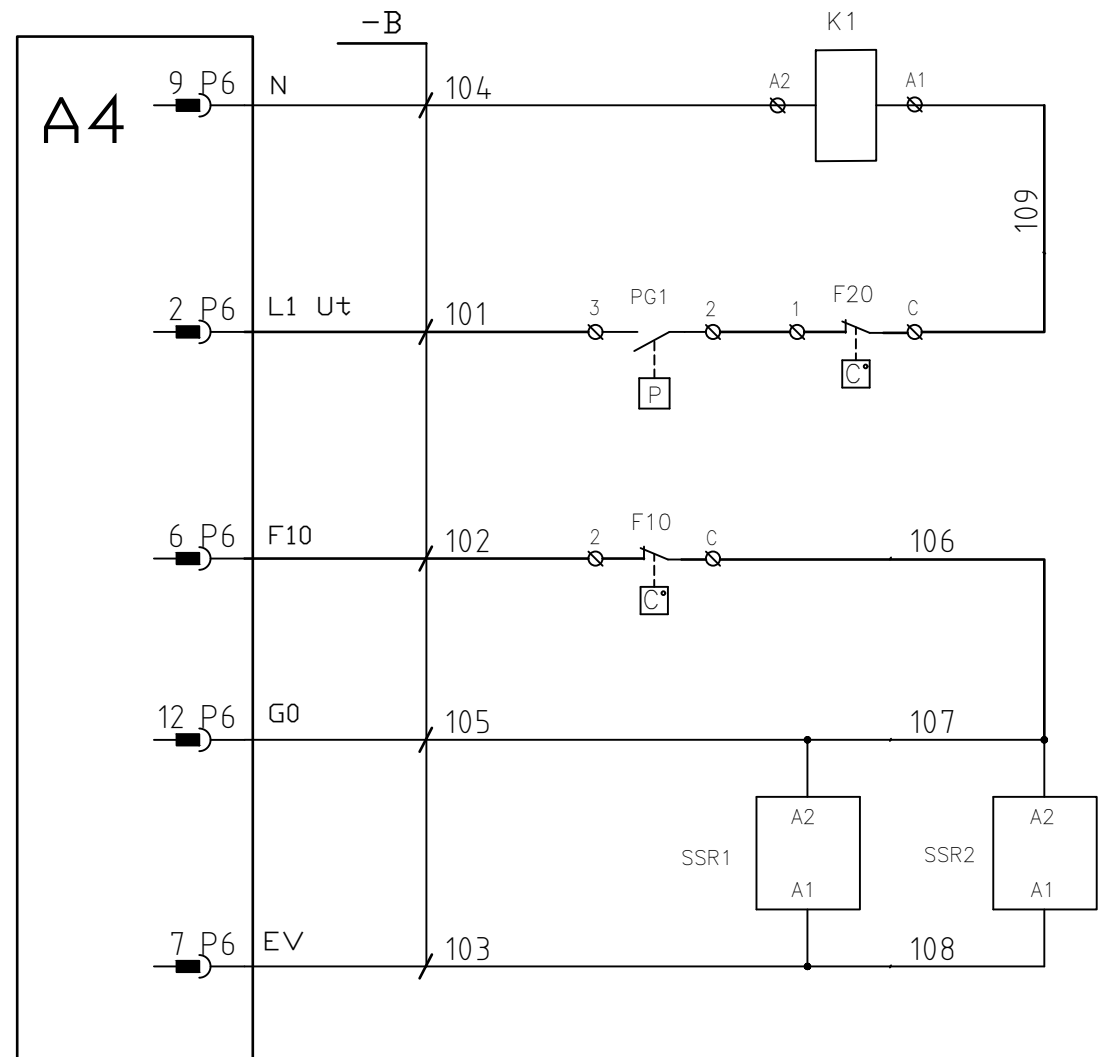 -B
K1
A4
9 P6 N 104 A2 A1
109
2 P6 L1 Ut 101 3 PG1 2 1 F20 C
P C°
6 P6 F10 102 2 F10 C 106
C°
12 P6 G0 105 107
A2 A2
SSR1 SSR2
A1 A1
7 P6 EV 103 108